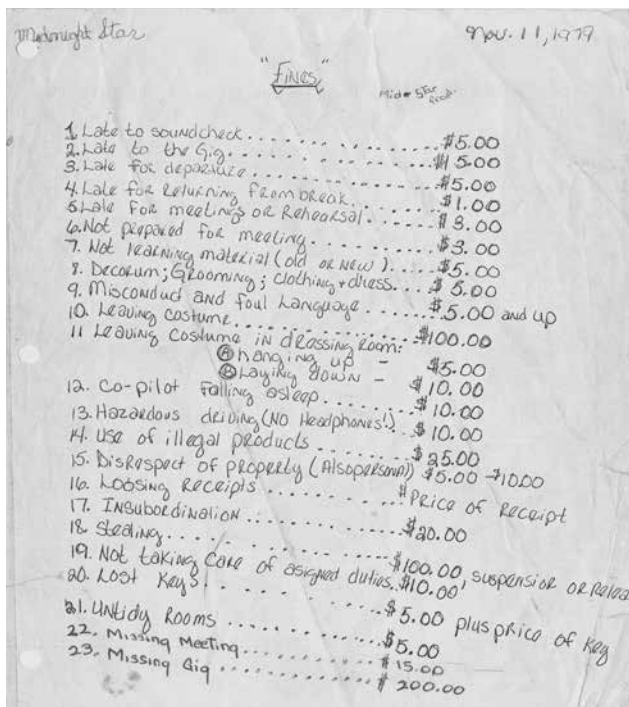 Midnight Star
Nov. 11, 1979
"Fines"
Mid Star
1. Late to soundcheck........ $5.00
2. Late to the Gig........ $15.00
3. Late for departure........ $5.00
4. Late for Returning from break........ $1.00
5. Late For meetings or Rehearsal........ $3.00
6. Not prepared for meeting........ $3.00
7. Not learning material (old or New)..... $5.00
8. Decorum; Grooming; clothing + dress.... $5.00
9. Misconduct and foul Language..... $5.00 and up
10. Leaving costume........ $100.00
11 Leaving Costume in dressing room:
Ⓐ hanging up - $5.00
Ⓑ Laying down - $10.00
12. Co-pilot Falling asleep........ $10.00
13. Hazardous driving (NO Headphones!)... $10.00
14. Use of illegal products........ $25.00
15. Disrespect of property (Also personal) $5.00 - $10.00
16. Loosing Receipts........ $Price of Receipt
17. Insubordination........ $20.00
18. stealing........ $100.00, suspension or
19. Not taking care of asigned duties.. $10.00
20. Lost Keys!........ $5.00 plus price of key
21. Untidy Rooms........ $5.00
22. Missing Meeting........ $15.00
23. Missing Gig........ $200.00